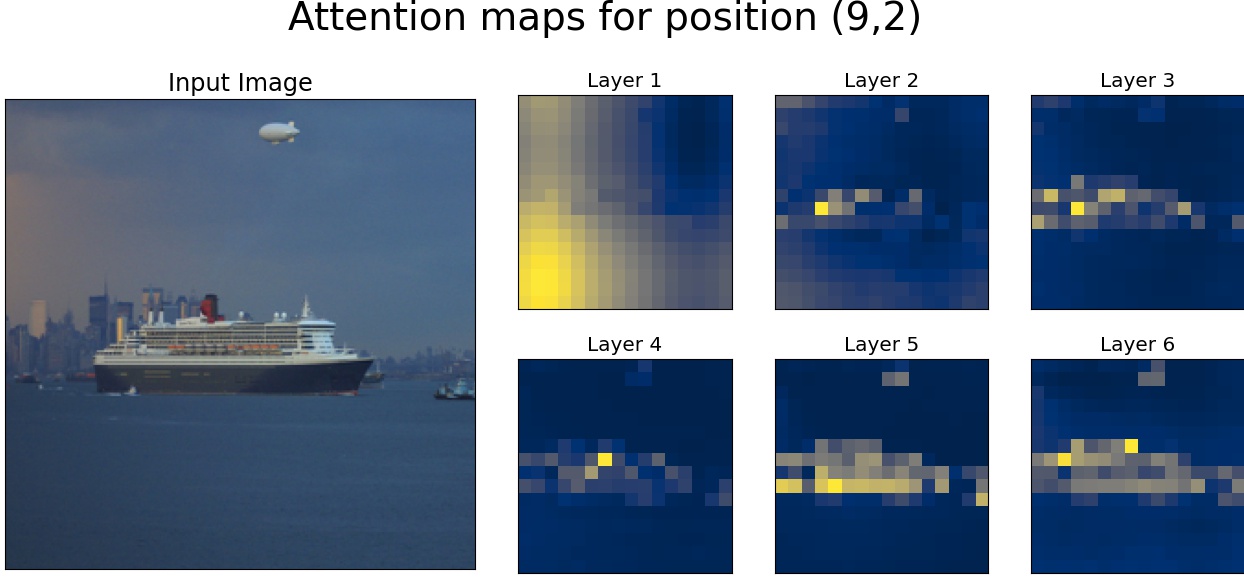 Attention maps for position (9,2)
Input Image
Layer 1
Layer 2
Layer 3
Layer 4
Layer 5
Layer 6